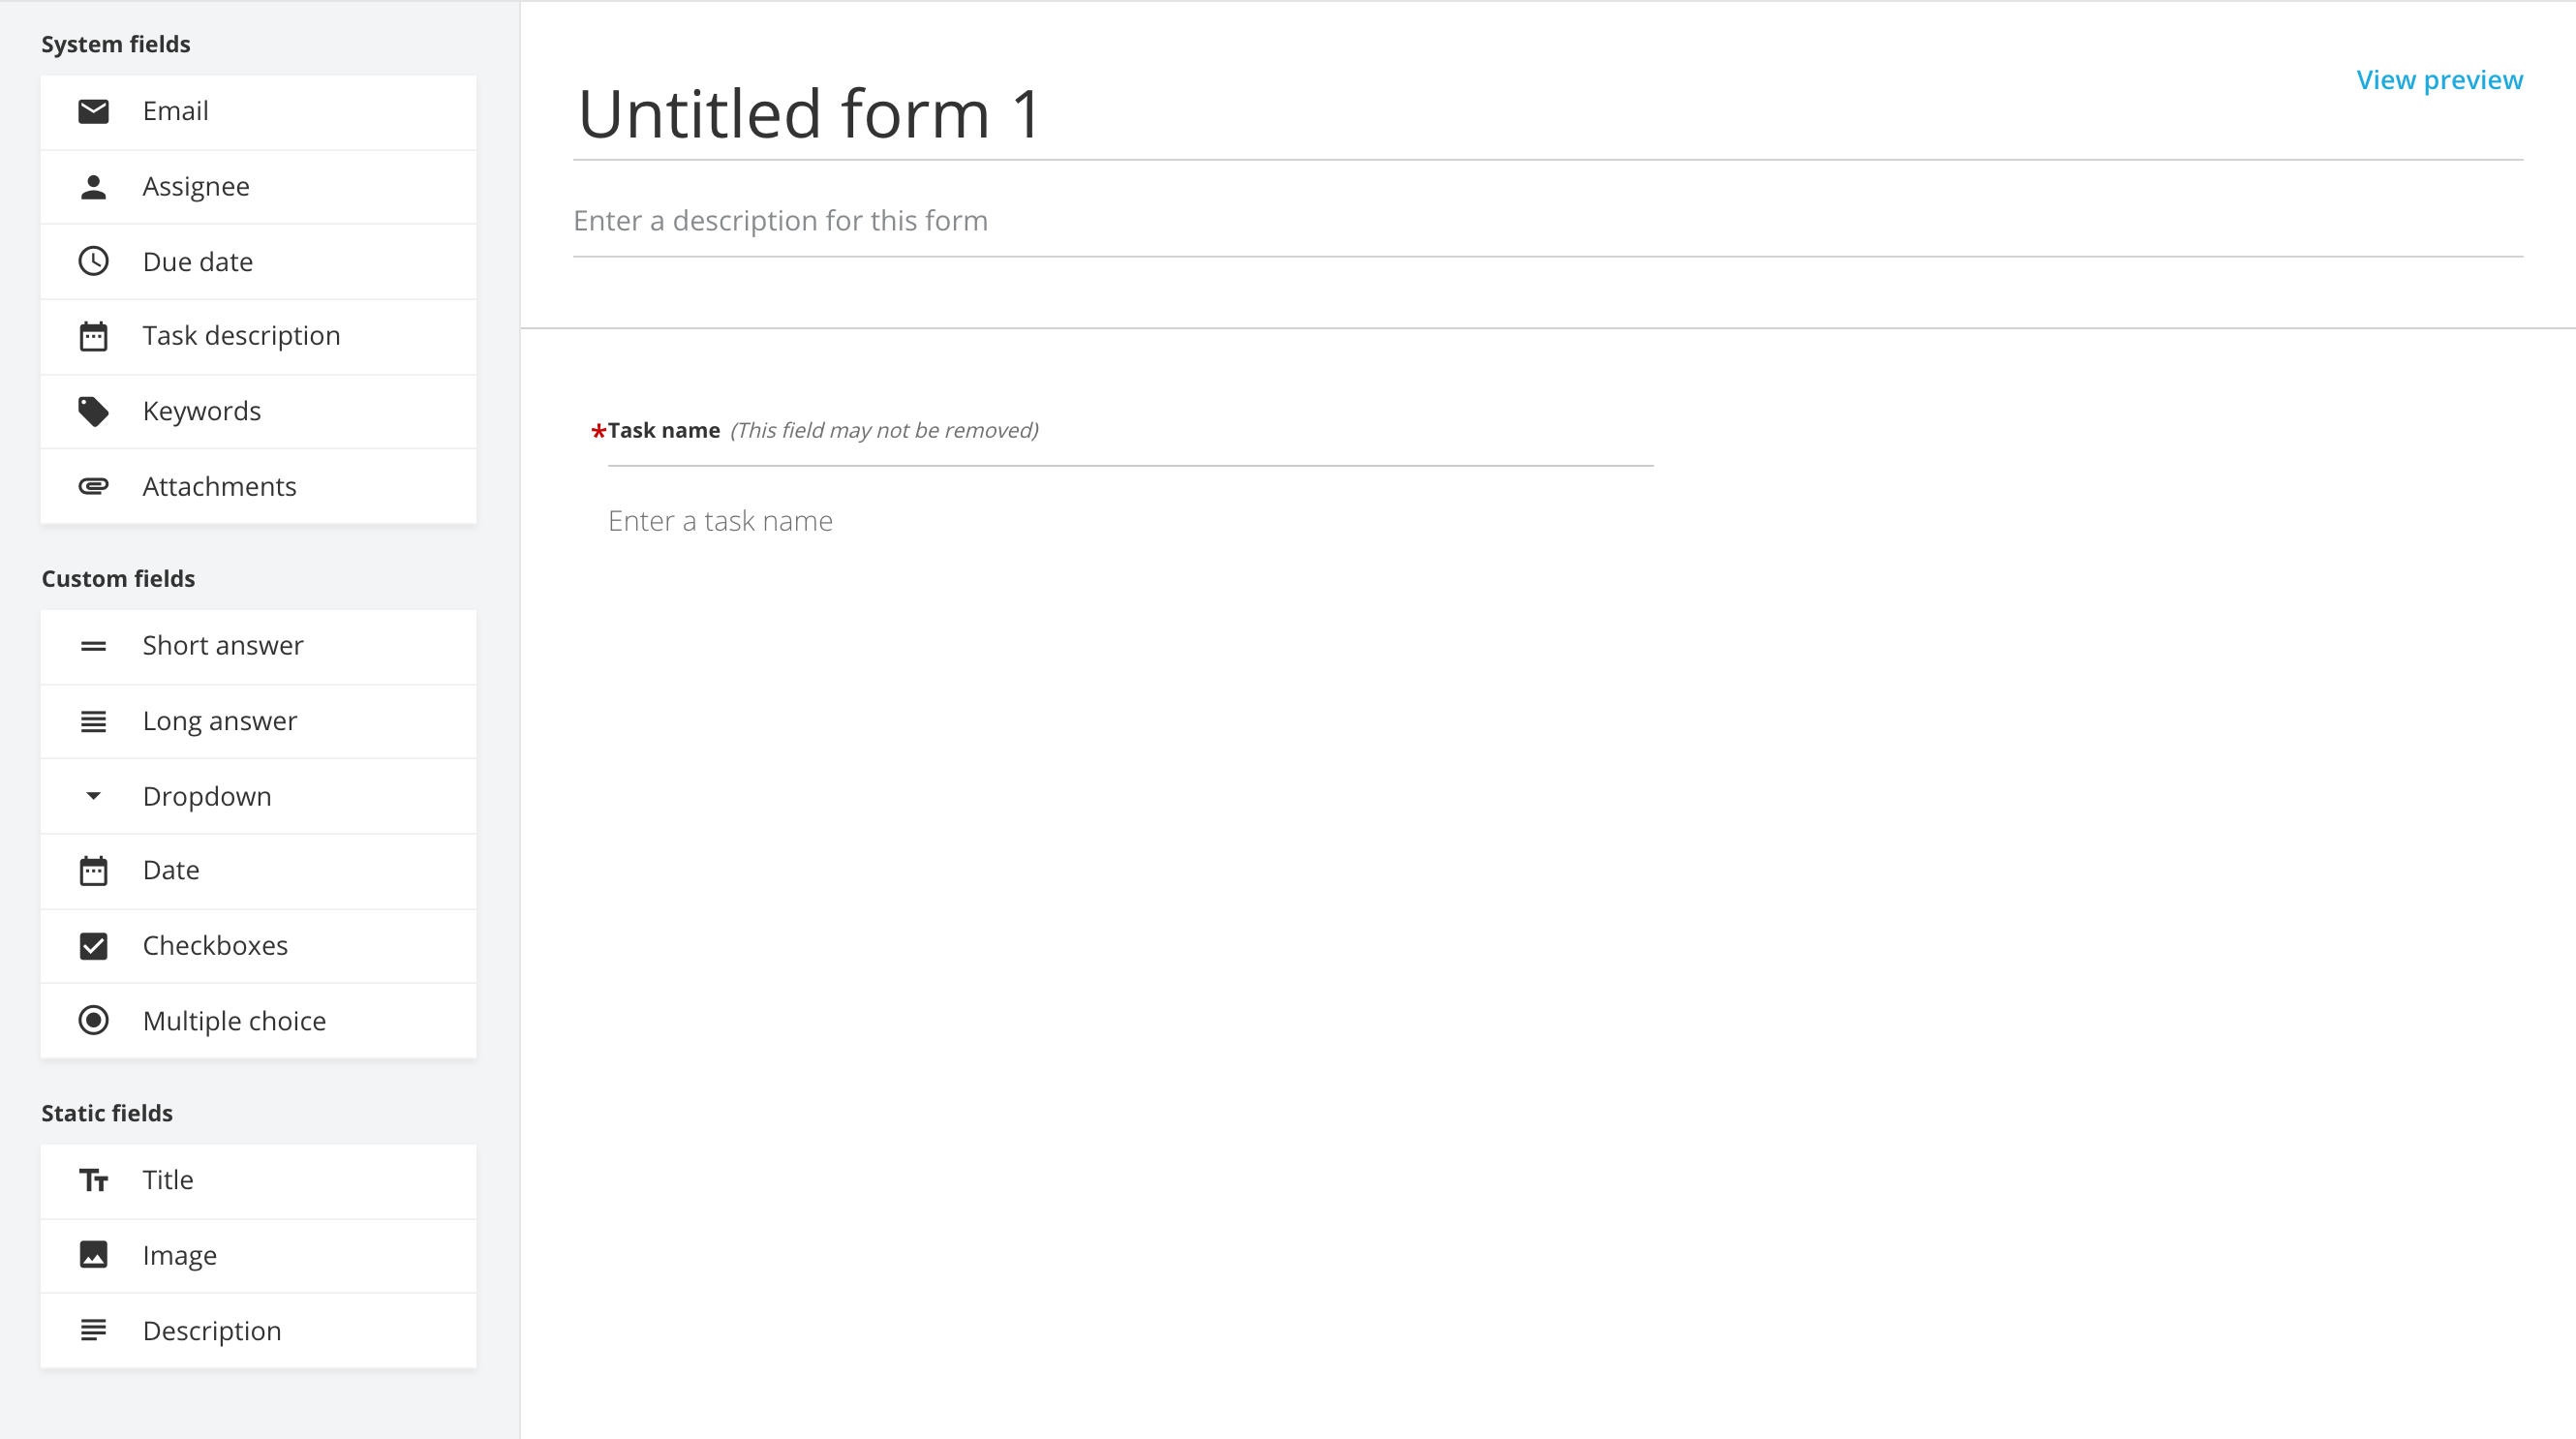 System fields
Email
Assignee
Due date
Task description
Keywords
Attachments
Custom fields
Short answer
Long answer
Dropdown
Date
Checkboxes
Multiple choice
Static fields
Title
Image
Description
View preview
Untitled form 1
Enter a description for this form
*Task name (This field may not be removed)
Enter a task name